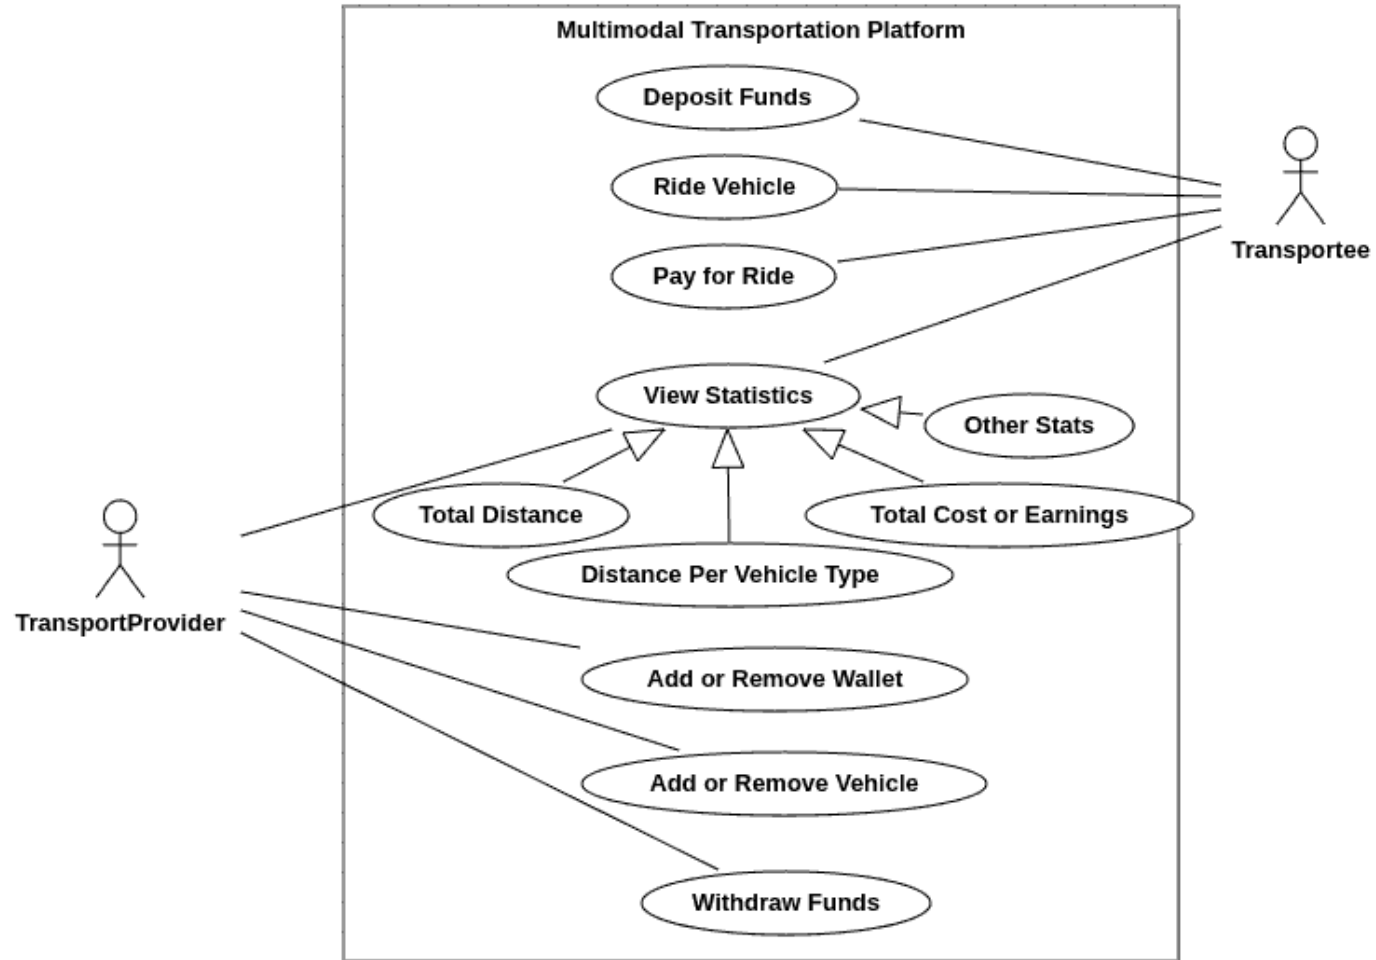 Multimodal Transportation Platform
Deposit Funds
Ride Vehicle
Transportee
Pay for Ride
View Statistics
Other Stats
Total Distance
Total Cost or Earnings
Distance Per Vehicle Type
TransportProvider
Add or Remove Wallet
Add or Remove Vehicle
Withdraw Funds